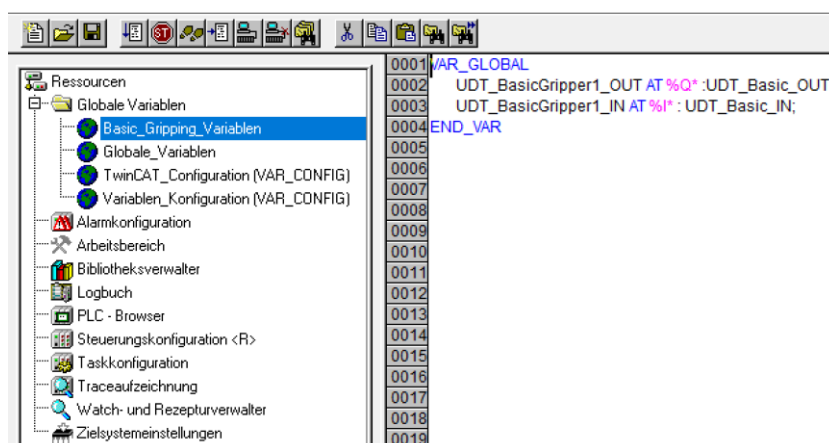 Ressourcen
Globale Variablen
Basic_Gripping_Variablen
Globale_Variablen
TwinCAT_Configuration (VAR_CONFIG)
Variablen_Konfiguration (VAR_CONFIG)
Alarmkonfiguration
Arbeitsbereich
Bibliotheksverwalter
Logbuch
PLC - Browser
Steuerungskonfiguration <R>
Taskkonfiguration
Traceaufzeichnung
Watch- und Rezepturverwalter
Zielsystemeinstellungen
0001 VAR_GLOBAL
0002 UDT_BasicGripper1_OUT AT %Q* :UDT_Basic_OUT
0003 UDT_BasicGripper1_IN AT %I* : UDT_Basic_IN;
0004 END_VAR
0005
0006
0007
0008
0009
0010
0011
0012
0013
0014
0015
0016
0017
0018
0019